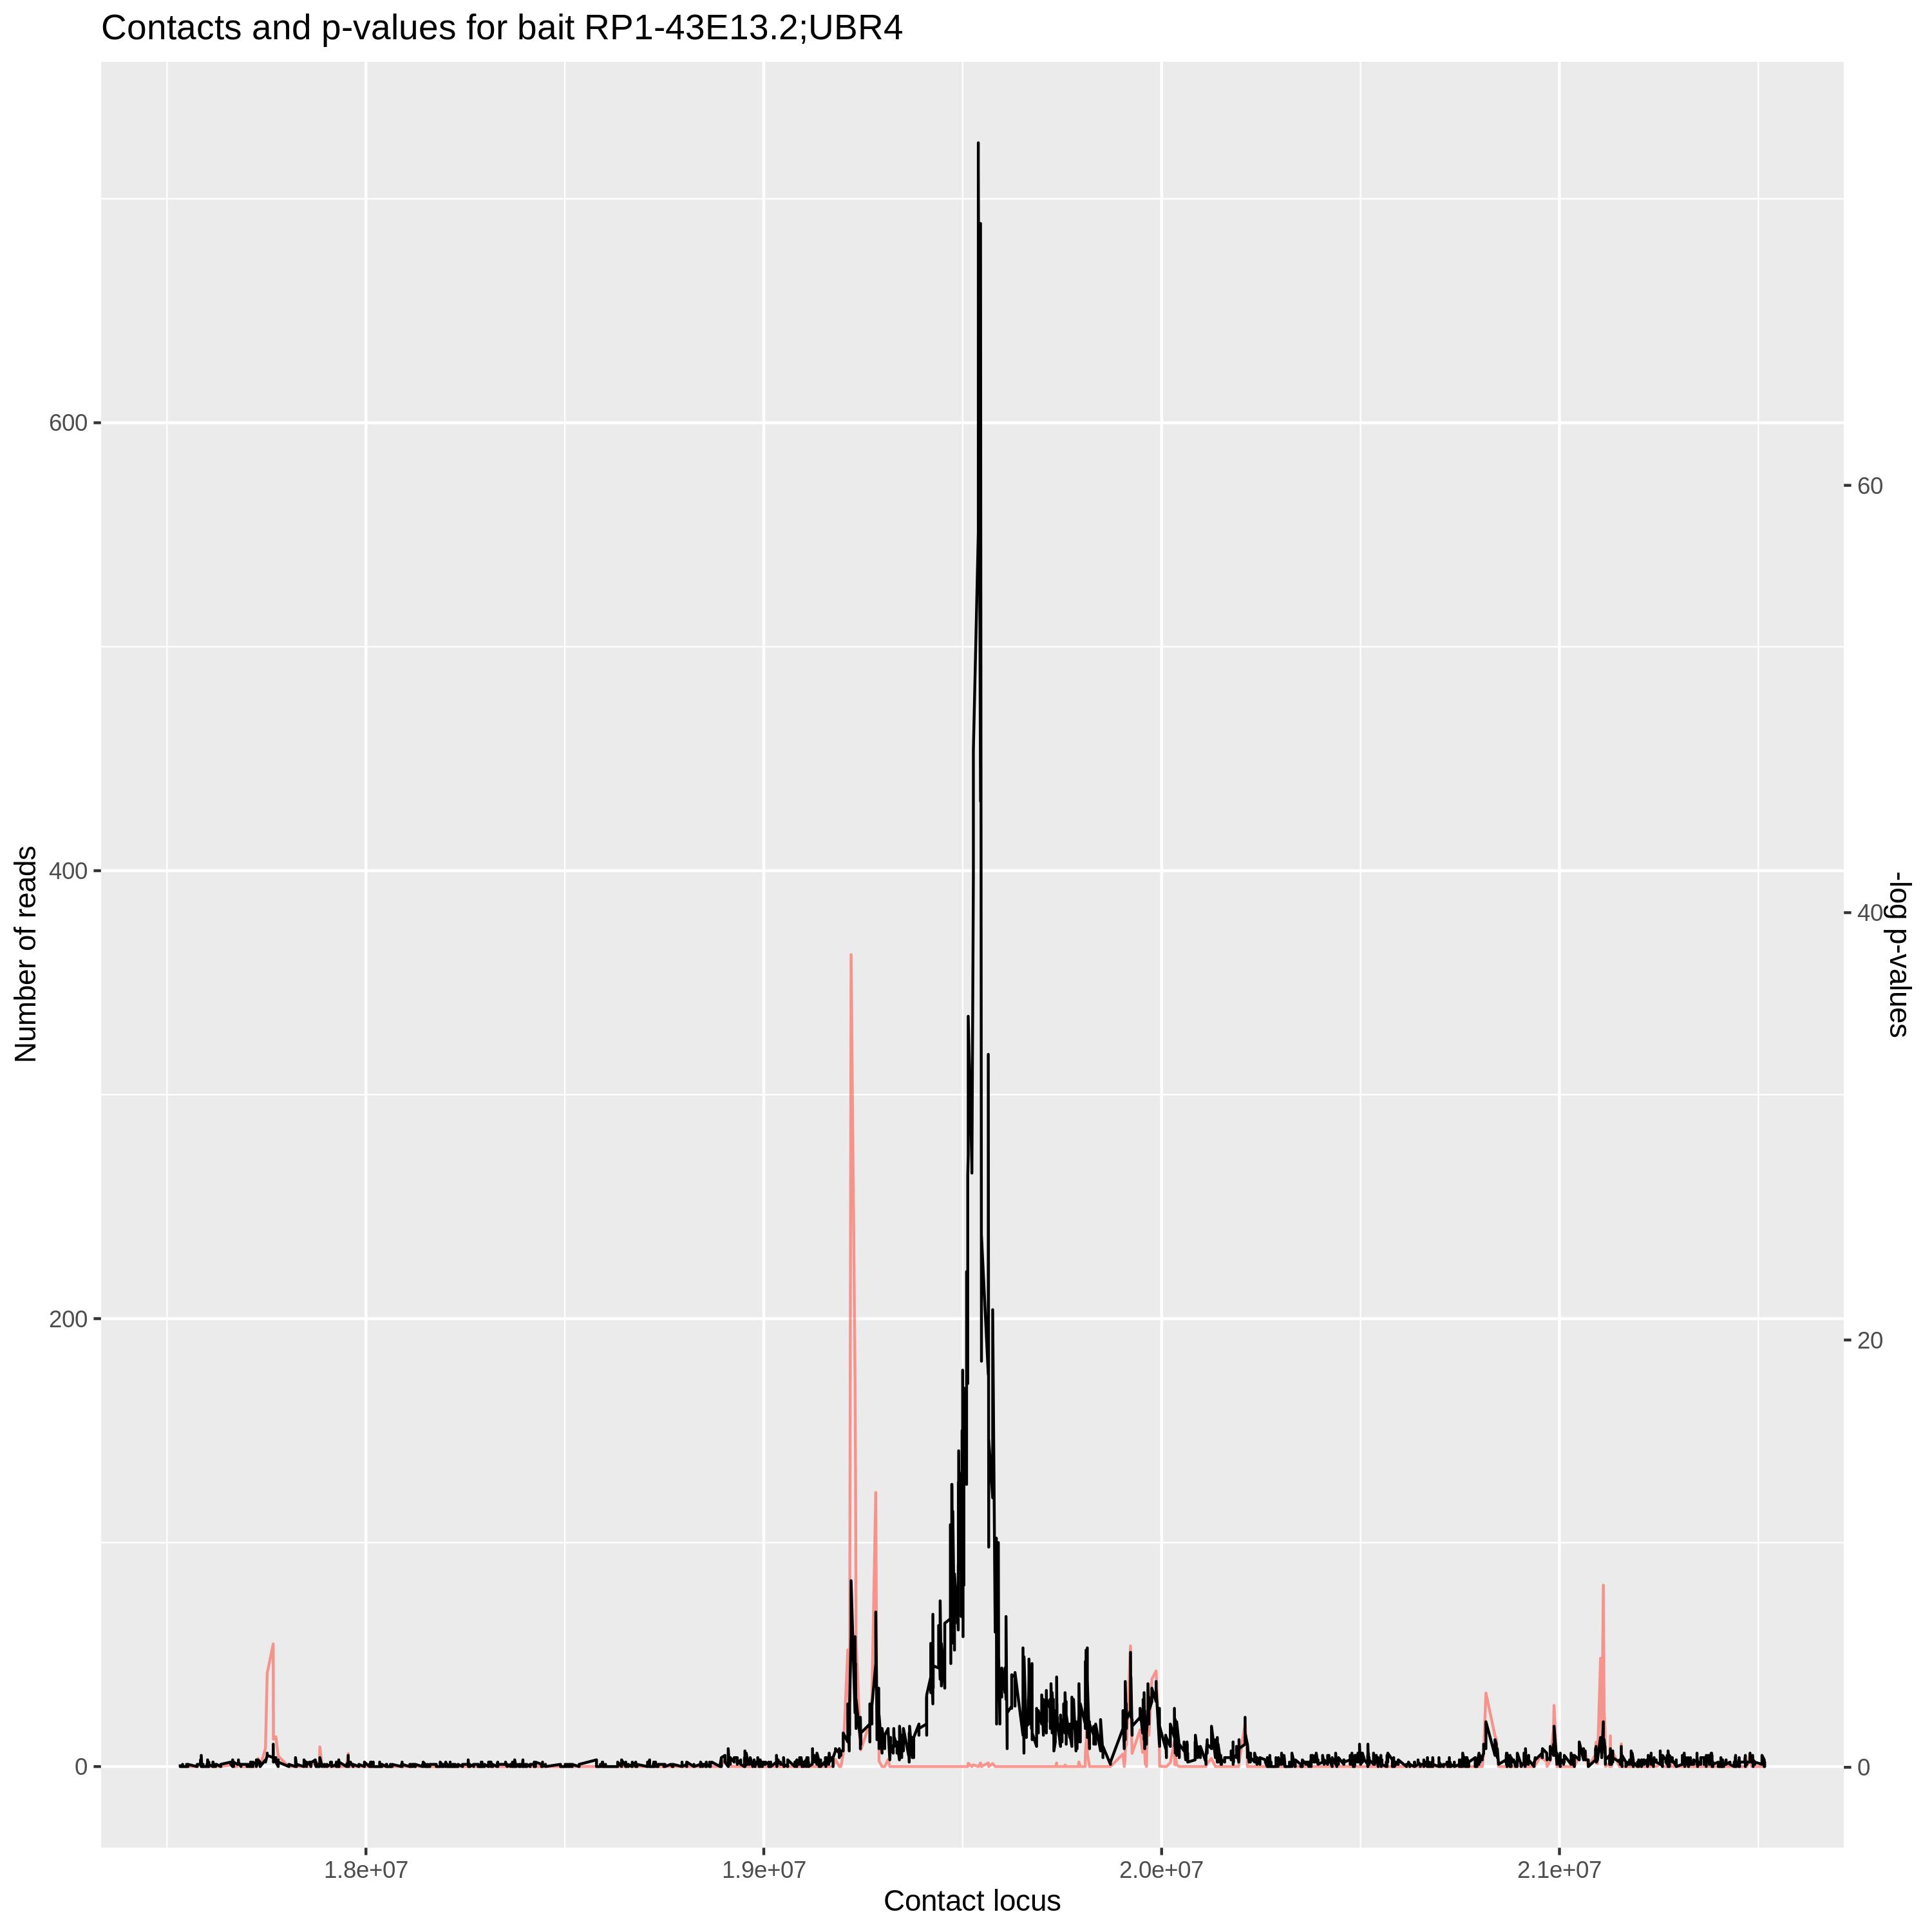 Contacts and p-values for bait RP1-43E13.2;UBR4
Number of reads
600
400
200
0
60
40
20
0
-log p-values
1.8e+07 1.9e+07 2.0e+07 2.1e+07
Contact locus